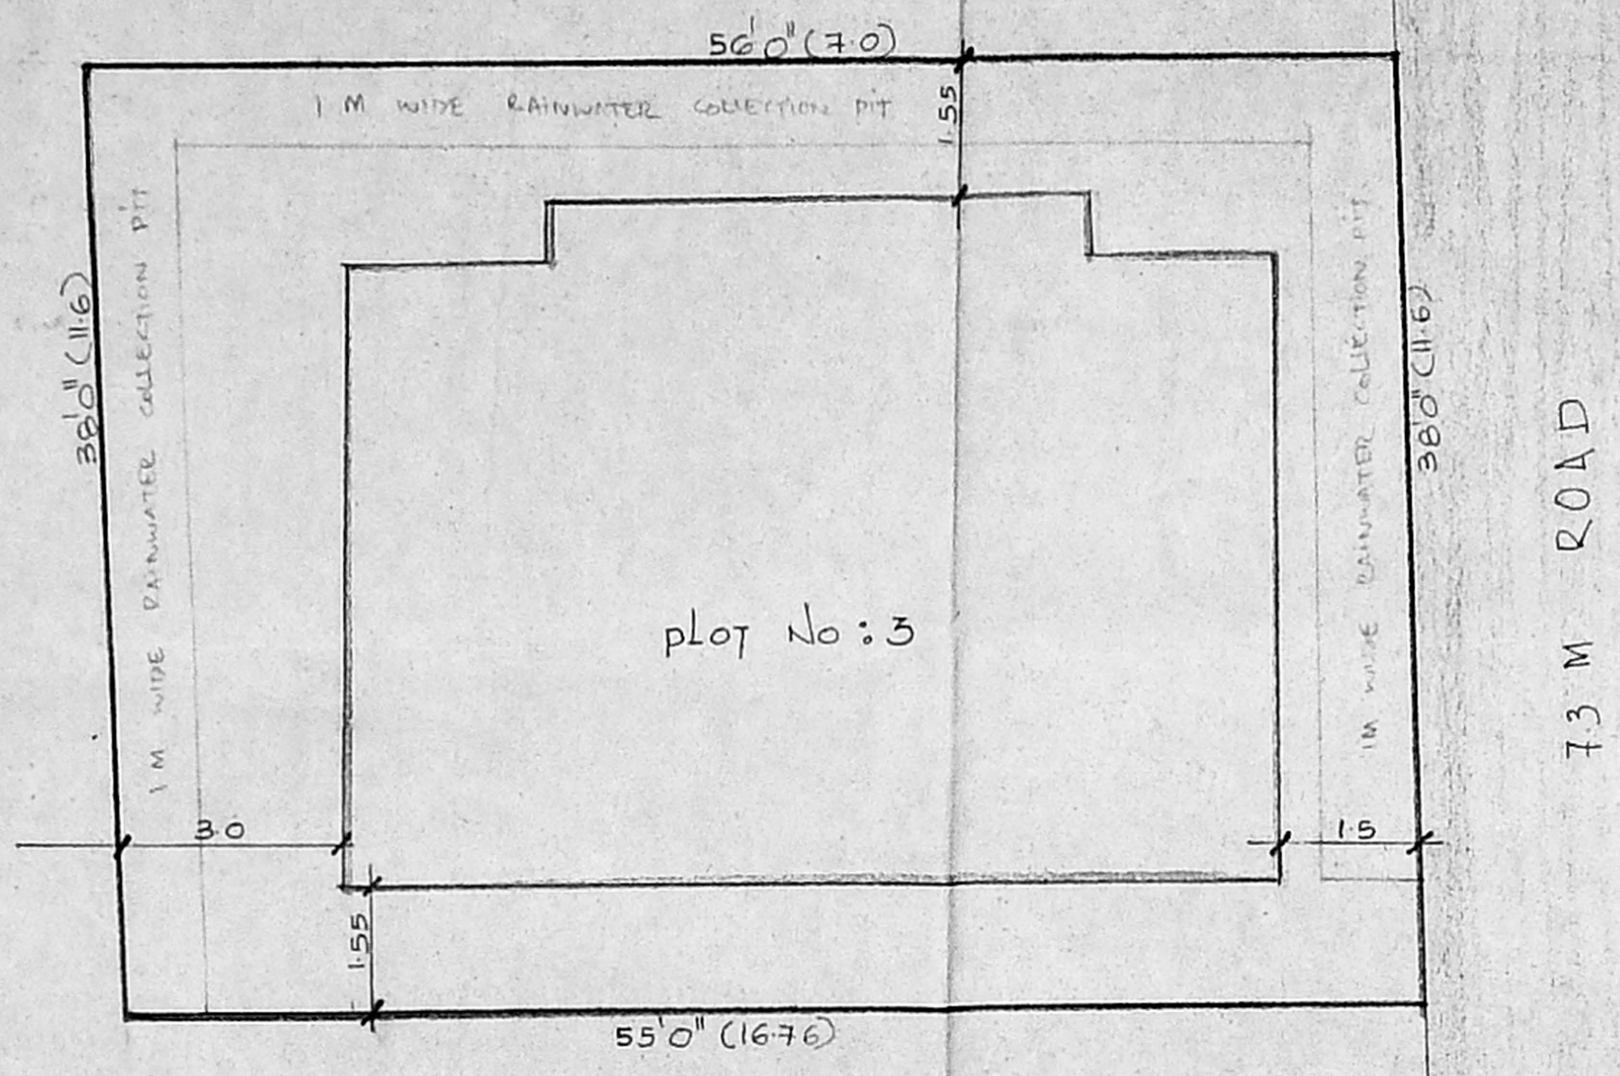 56'0" (7.0)
1 M WIDE RAINWATER COLLECTION PIT
1.55
1 M WIDE RAINWATER COLLECTION PIT
38'0" (11.6)
1M WIDE RAINWATER COLLECTION PIT
38'0" (11.6)
7.3 M ROAD
PLOT No : 3
3.0
1.5
1.55
55'0" (16.76)